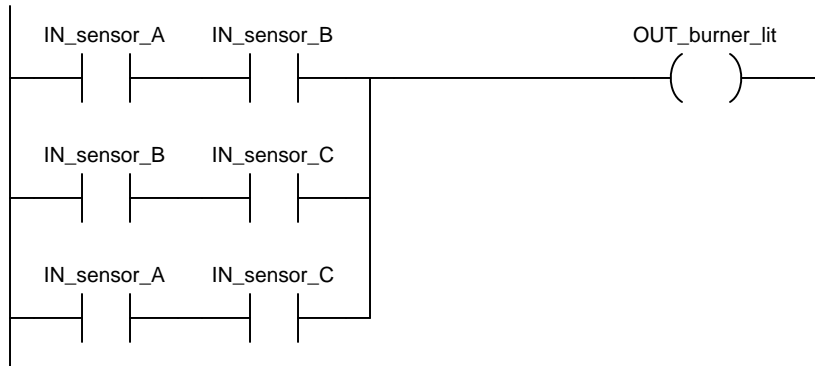 IN_sensor_A IN_sensor_B OUT_burner_lit
IN_sensor_B IN_sensor_C
IN_sensor_A IN_sensor_C